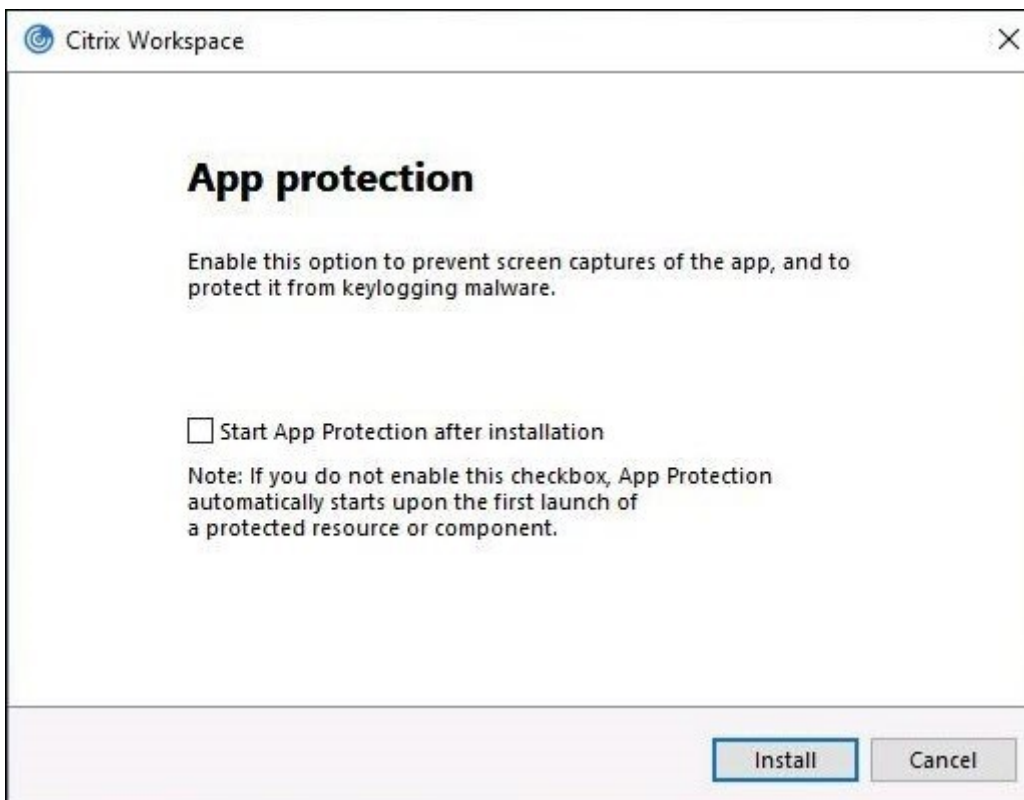 Citrix Workspace
App protection
Enable this option to prevent screen captures of the app, and to
protect it from keylogging malware.
Start App Protection after installation
Note: If you do not enable this checkbox, App Protection
automatically starts upon the first launch of
a protected resource or component.
Install Cancel